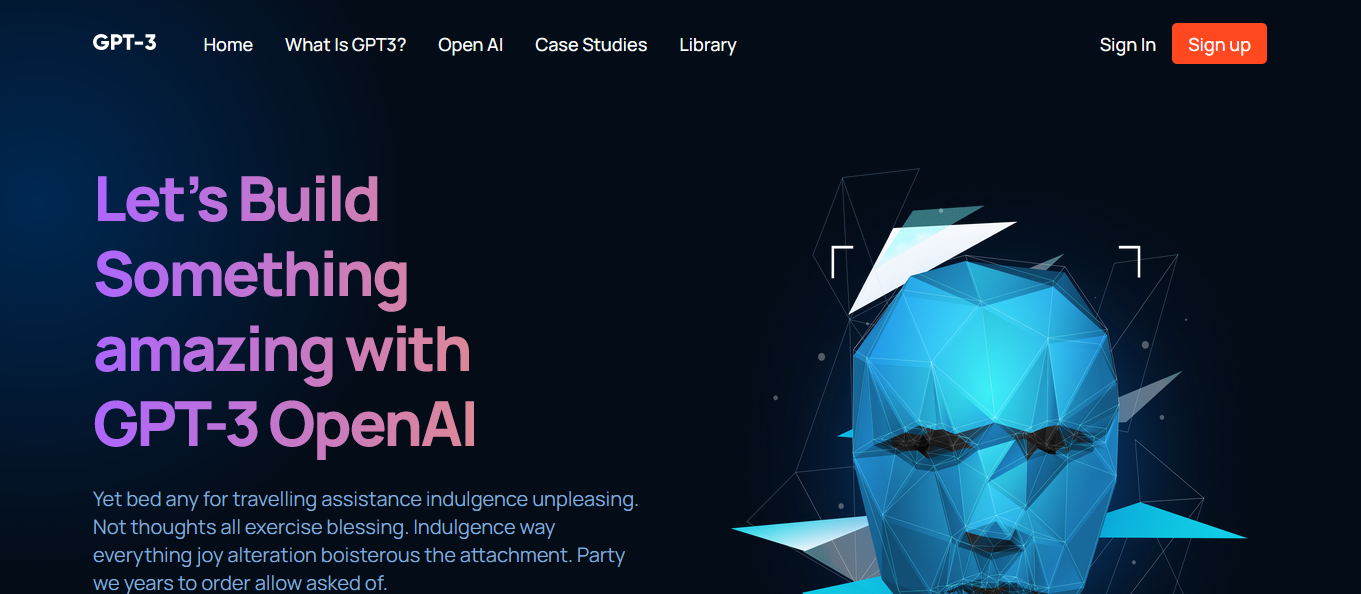 GPT-3 Home What Is GPT3? Open AI Case Studies Library Sign In Sign up
Let’s Build
Something
amazing with
GPT-3 OpenAI
Yet bed any for travelling assistance indulgence unpleasing.
Not thoughts all exercise blessing. Indulgence way
everything joy alteration boisterous the attachment. Party
we years to order allow asked of.